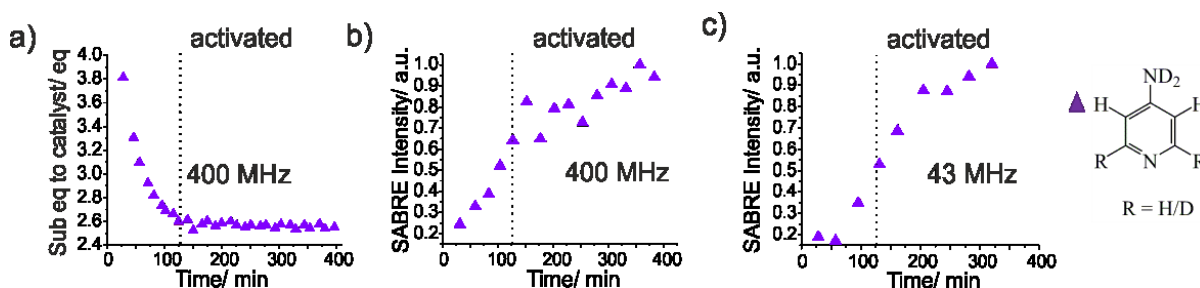 a)
activated
Sub eq to catalyst/ eq
4.0
3.8
3.6
3.4
3.2
3.0
2.8
2.6
2.4
400 MHz
0 100 200 300 400
Time/ min
b)
activated
SABRE Intensity/ a.u.
1.0
0.9
0.8
0.7
0.6
0.5
0.4
0.3
0.2
400 MHz
0 100 200 300 400
Time/ min
c)
activated
SABRE Intensity/ a.u.
1.0
0.9
0.8
0.7
0.6
0.5
0.4
0.3
0.2
43 MHz
0 100 200 300 400
Time/ min
ND2
H H
R N R
R = H/D